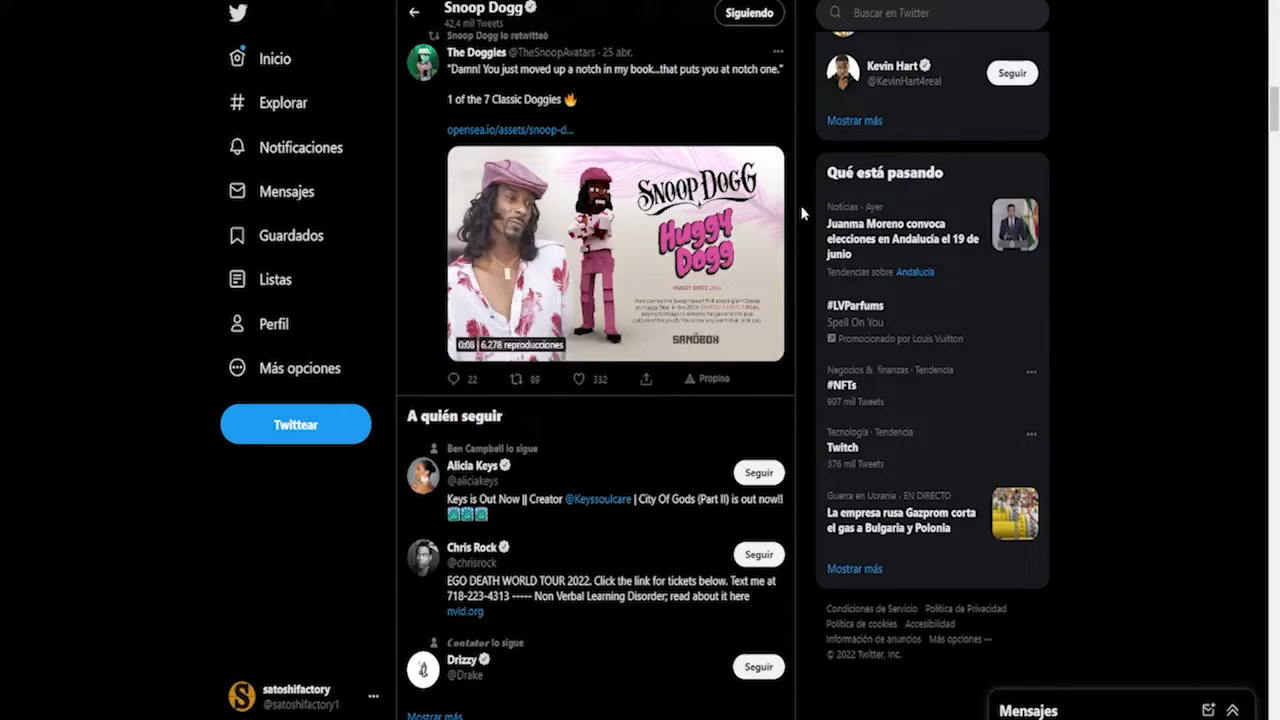 Inicio
Explorar
Notificaciones
Mensajes
Guardados
Listas
Perfil
Más opciones
Twittear
satoshifactory
@satoshifactory1
Snoop Dogg
42,4 mil Tweets
Siguiendo
Snoop Dogg lo retwitteó
The Doggies @TheSnoopAvatars · 25 abr.
"Damn! You just moved up a notch in my book...that puts you at notch one."
1 of the 7 Classic Doggies 🔥
opensea.io/assets/snoop-d...
SNOOP DOGG
Huggy
Dogg
HUGGY DOGG 2004
THE
SANDBOX
0:08 6.278 reproducciones
22 89 332 Propina
A quién seguir
Ben Campbell lo sigue
Alicia Keys
@aliciakeys
Seguir
Keys is Out Now || Creator @Keyssoulcare | City Of Gods (Part II) is out now!!
Chris Rock
@chrisrock
Seguir
EGO DEATH WORLD TOUR 2022. Click the link for tickets below. Text me at
718-223-4313 ----- Non Verbal Learning Disorder; read about it here
nvld.org
Contator lo sigue
Drizzy
@Drake
Seguir
Mostrar más
Buscar en Twitter
Kevin Hart
@KevinHart4real
Seguir
Mostrar más
Qué está pasando
Noticias · Ayer
Juanma Moreno convoca
elecciones en Andalucía el 19 de
junio
Tendencias sobre Andalucía
#LVParfums
Spell On You
Promocionado por Louis Vuitton
Negocios & finanzas · Tendencia
#NFTs
907 mil Tweets
Tecnología · Tendencia
Twitch
376 mil Tweets
Guerra en Ucrania · EN DIRECTO
La empresa rusa Gazprom corta
el gas a Bulgaria y Polonia
Mostrar más
Condiciones de Servicio Política de Privacidad
Política de cookies Accesibilidad
Información de anuncios Más opciones ···
© 2022 Twitter, Inc.
Mensajes